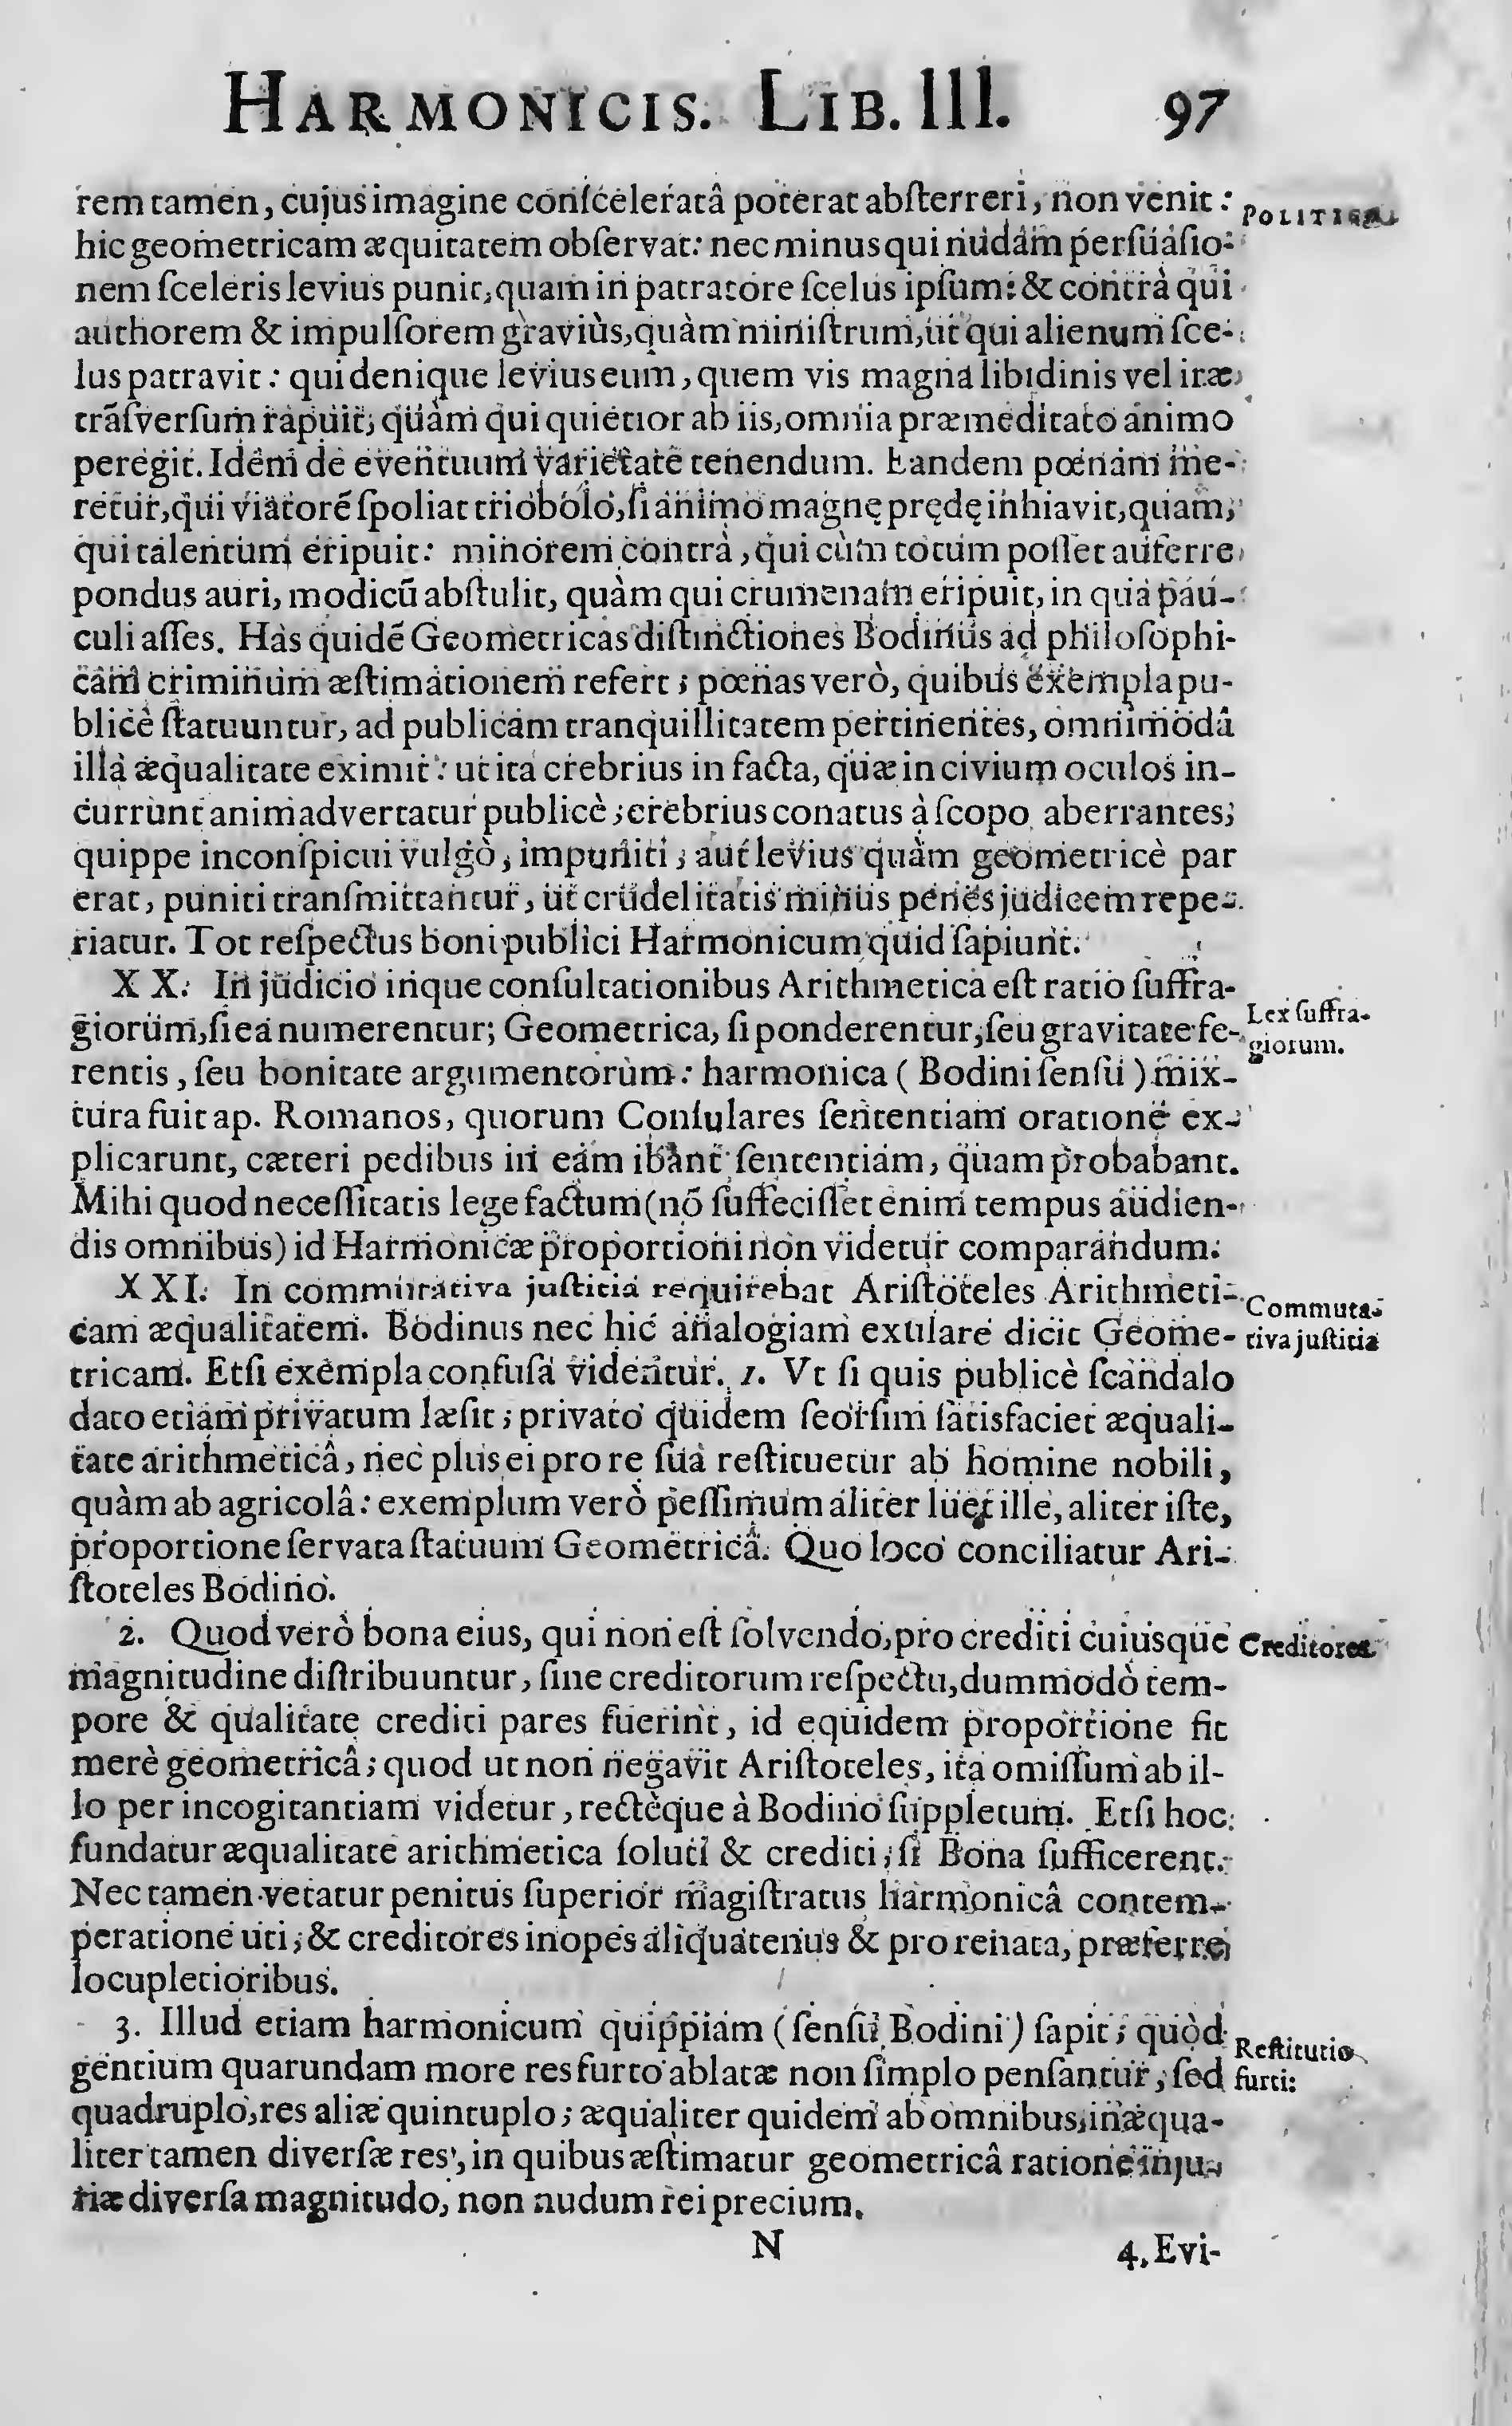 HARMONICIS. LIB. III. 97
rem tamen, cujus imagine conſceleratâ poterat abſterreri, non venit:
hic geometricam æquitatem obſervat: nec minus qui nudam perſuaſio-
nem ſceleris levius punit, quam in patratore ſcelus ipſum: & contrà qui
authorem & impulſorem graviùs, quàm miniſtrum, ut qui alienum ſce-
lus patravit: qui denique levius eum, quem vis magna libidinis vel iræ
trãſverſum rapuit; quàm qui quietior ab iis, omnia præmeditato animo
peregit. Idem de eventuum varietate tenendum. Eandem pœnam me-
retur, qui viatorẽ ſpoliat triobolo, ſi animo magnę prędę inhiavit, quam,
qui talentum eripuit: minorem contrà, qui cùm totum poſſet auferre
pondus auri, modicũ abſtulit, quàm qui crumenam eripuit, in qua pau-
culi aſſes. Has quidẽ Geometricas diſtinctiones Bodinus ad philoſophi-
cam criminum æſtimationem refert; pœnas verò, quibus exempla pu-
blicè ſtatuuntur, ad publicam tranquillitatem pertinentes, omnimodâ
illâ æqualitate eximit: ut ita crebrius in facta, quæ in civium oculos in-
currunt animadvertatur publicè; crebrius conatus à ſcopo aberrantes,
quippe inconſpicui vulgò, impuniti; aut levius quàm geometricè par
erat, puniti tranſmittantur, ut crudelitatis minus penes judicem repe-
riatur. Tot reſpectus boni publici Harmonicum quid ſapiunt.
XX. In judicio inque conſultationibus Arithmetica eſt ratio ſuffra-
giorum, ſi ea numerentur; Geometrica, ſi ponderentur, ſeu gravitate fe-
rentis, ſeu bonitate argumentorùm: harmonica (Bodini ſenſu) mix-
tura fuit ap. Romanos, quorum Conſulares ſententiam oratione ex-
plicarunt, cæteri pedibus in eam ibant ſententiam, quam probabant.
Mihi quod neceſſitatis lege factum (nõ ſuffeciſſet enim tempus audien-
dis omnibus) id Harmonicæ proportioni non videtur comparandum.
XXI. In commutativa juſtitia requirebat Ariſtoteles Arithmeti-
cam æqualitatem. Bodinus nec hic analogiam exulare dicit Geome-
tricam. Etſi exempla confuſa videntur. 1. Vt ſi quis publicè ſcandalo
dato etiam privatum læſit; privato quidem ſeorſim ſatisfaciet æquali-
tate arithmeticâ, nec plus ei pro re ſua reſtituetur ab homine nobili,
quàm ab agricolâ: exemplum verò peſſimum aliter luet ille, aliter iſte,
proportione ſervata ſtatuum Geometricâ. Quo loco conciliatur Ari-
ſtoteles Bodino.
2. Quod verò bona eius, qui non eſt ſolvendo, pro crediti cuiusque
magnitudine diſtribuuntur, ſine creditorum reſpectu, dummodò tem-
pore & qualitate crediti pares fuerint, id equidem proportione fit
merè geometricâ; quod ut non negavit Ariſtoteles, ita omiſſum ab il-
lo per incogitantiam videtur, rectèque à Bodino ſuppletum. Etſi hoc
fundatur æqualitate arithmetica ſoluti & crediti, ſi Bona ſufficerent.
Nec tamen vetatur penitus ſuperior magiſtratus harmonicâ contem-
peratione uti, & creditores inopes aliquatenus & pro re nata, præferre
locupletioribus.
3. Illud etiam harmonicum quippiam (ſenſu Bodini) ſapit; quòd
gentium quarundam more res furto ablatæ non ſimplo penſantur, ſed
quadruplo, res aliæ quintuplo; æqualiter quidem ab omnibus, inæqua-
liter tamen diverſæ res, in quibus æſtimatur geometricâ ratione inju-
riæ diverſa magnitudo, non nudum rei precium.
N 4. Evi-
Lex ſuffra-
giorum.
Commuta-
tiva juſtitia
Creditores
Reſtitutio
furti: